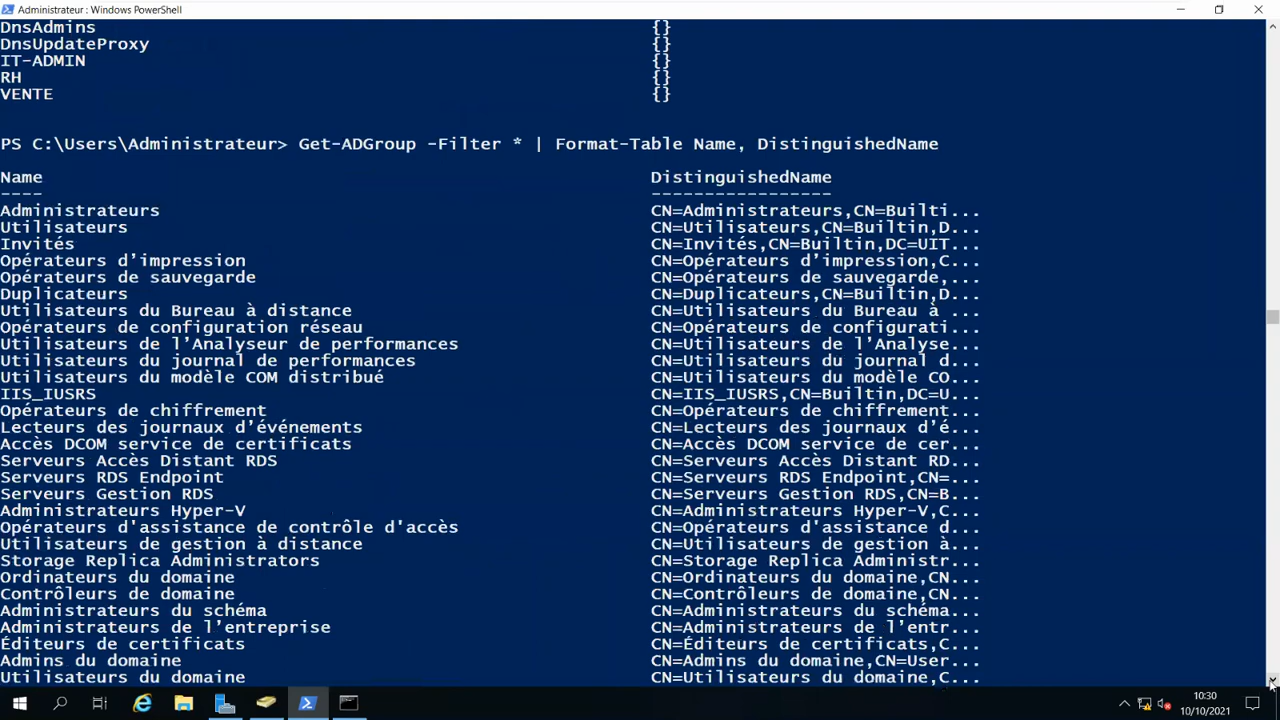 Administrateur : Windows PowerShell
DnsAdmins {}
DnsUpdateProxy {}
IT-ADMIN {}
RH {}
VENTE {}
PS C:\Users\Administrateur> Get-ADGroup -Filter * | Format-Table Name, DistinguishedName
Name DistinguishedName
---- -----------------
Administrateurs CN=Administrateurs,CN=Builti...
Utilisateurs CN=Utilisateurs,CN=Builtin,D...
Invités CN=Invités,CN=Builtin,DC=UIT...
Opérateurs d’impression CN=Opérateurs d’impression,C...
Opérateurs de sauvegarde CN=Opérateurs de sauvegarde,...
Duplicateurs CN=Duplicateurs,CN=Builtin,D...
Utilisateurs du Bureau à distance CN=Utilisateurs du Bureau à ...
Opérateurs de configuration réseau CN=Opérateurs de configurati...
Utilisateurs de l’Analyseur de performances CN=Utilisateurs de l’Analyse...
Utilisateurs du journal de performances CN=Utilisateurs du journal d...
Utilisateurs du modèle COM distribué CN=Utilisateurs du modèle CO...
IIS_IUSRS CN=IIS_IUSRS,CN=Builtin,DC=U...
Opérateurs de chiffrement CN=Opérateurs de chiffrement...
Lecteurs des journaux d’événements CN=Lecteurs des journaux d’é...
Accès DCOM service de certificats CN=Accès DCOM service de cer...
Serveurs Accès Distant RDS CN=Serveurs Accès Distant RD...
Serveurs RDS Endpoint CN=Serveurs RDS Endpoint,CN=...
Serveurs Gestion RDS CN=Serveurs Gestion RDS,CN=B...
Administrateurs Hyper-V CN=Administrateurs Hyper-V,C...
Opérateurs d'assistance de contrôle d'accès CN=Opérateurs d'assistance d...
Utilisateurs de gestion à distance CN=Utilisateurs de gestion à...
Storage Replica Administrators CN=Storage Replica Administr...
Ordinateurs du domaine CN=Ordinateurs du domaine,CN...
Contrôleurs de domaine CN=Contrôleurs de domaine,CN...
Administrateurs du schéma CN=Administrateurs du schéma...
Administrateurs de l’entreprise CN=Administrateurs de l’entr...
Éditeurs de certificats CN=Éditeurs de certificats,C...
Admins du domaine CN=Admins du domaine,CN=User...
Utilisateurs du domaine CN=Utilisateurs du domaine,C...
10:30
10/10/2021